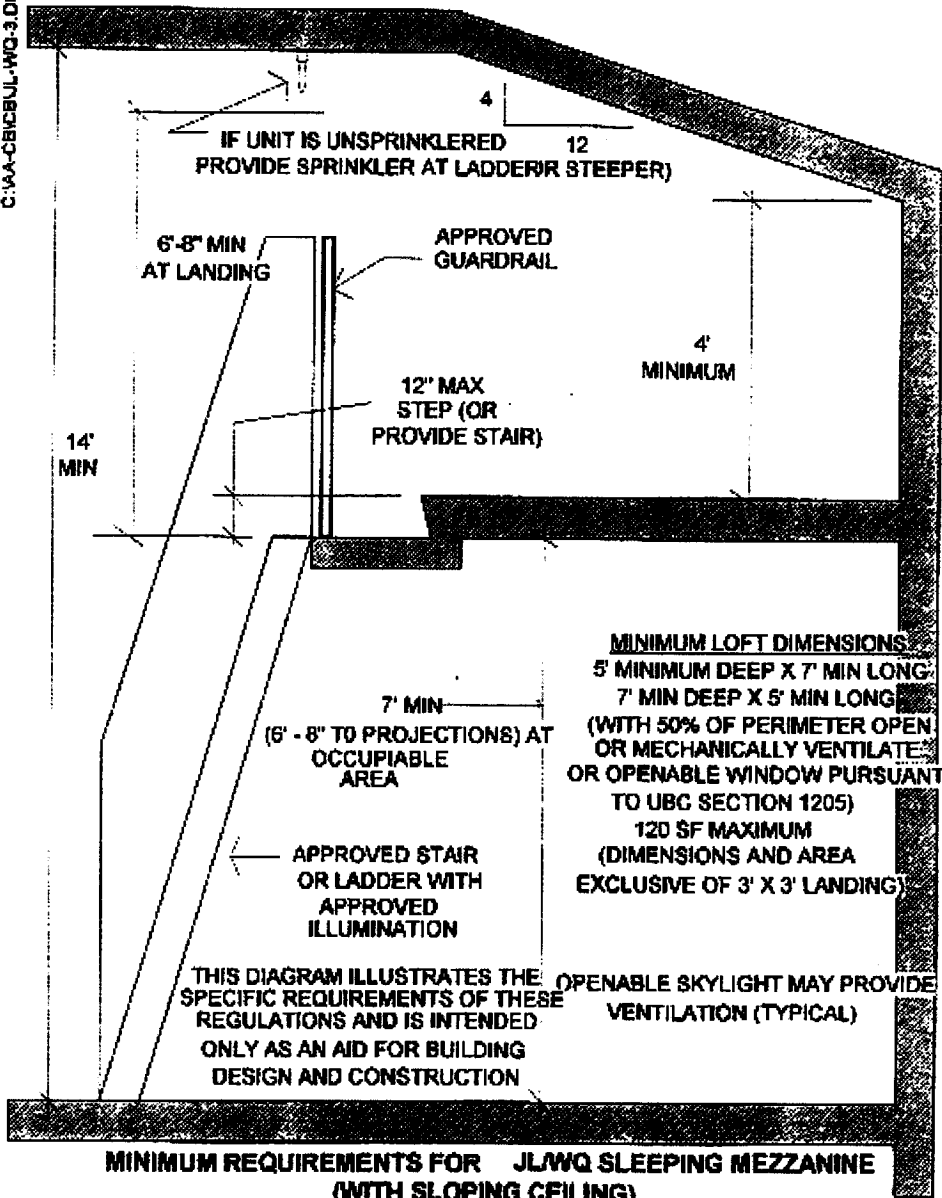 C:\AA-CBVCB\JL-WQ-3.D
4
12
IF UNIT IS UNSPRINKLERED
PROVIDE SPRINKLER AT LADDER/R STEEPER)
6'-8" MIN
AT LANDING
APPROVED
GUARDRAIL
4'
MINIMUM
12" MAX
STEP (OR
PROVIDE STAIR)
14'
MIN
MINIMUM LOFT DIMENSIONS
5' MINIMUM DEEP X 7' MIN LONG
7' MIN DEEP X 5' MIN LONG
(WITH 50% OF PERIMETER OPEN
OR MECHANICALLY VENTILATE
OR OPENABLE WINDOW PURSUANT
TO UBC SECTION 1205)
120 SF MAXIMUM
(DIMENSIONS AND AREA
EXCLUSIVE OF 3' X 3' LANDING)
7' MIN
(6' - 8" TO PROJECTIONS) AT
OCCUPIABLE
AREA
APPROVED STAIR
OR LADDER WITH
APPROVED
ILLUMINATION
THIS DIAGRAM ILLUSTRATES THE
SPECIFIC REQUIREMENTS OF THESE
REGULATIONS AND IS INTENDED
ONLY AS AN AID FOR BUILDING
DESIGN AND CONSTRUCTION
OPENABLE SKYLIGHT MAY PROVIDE
VENTILATION (TYPICAL)
MINIMUM REQUIREMENTS FOR JL/WQ SLEEPING MEZZANINE
(WITH SLOPING CEILING)